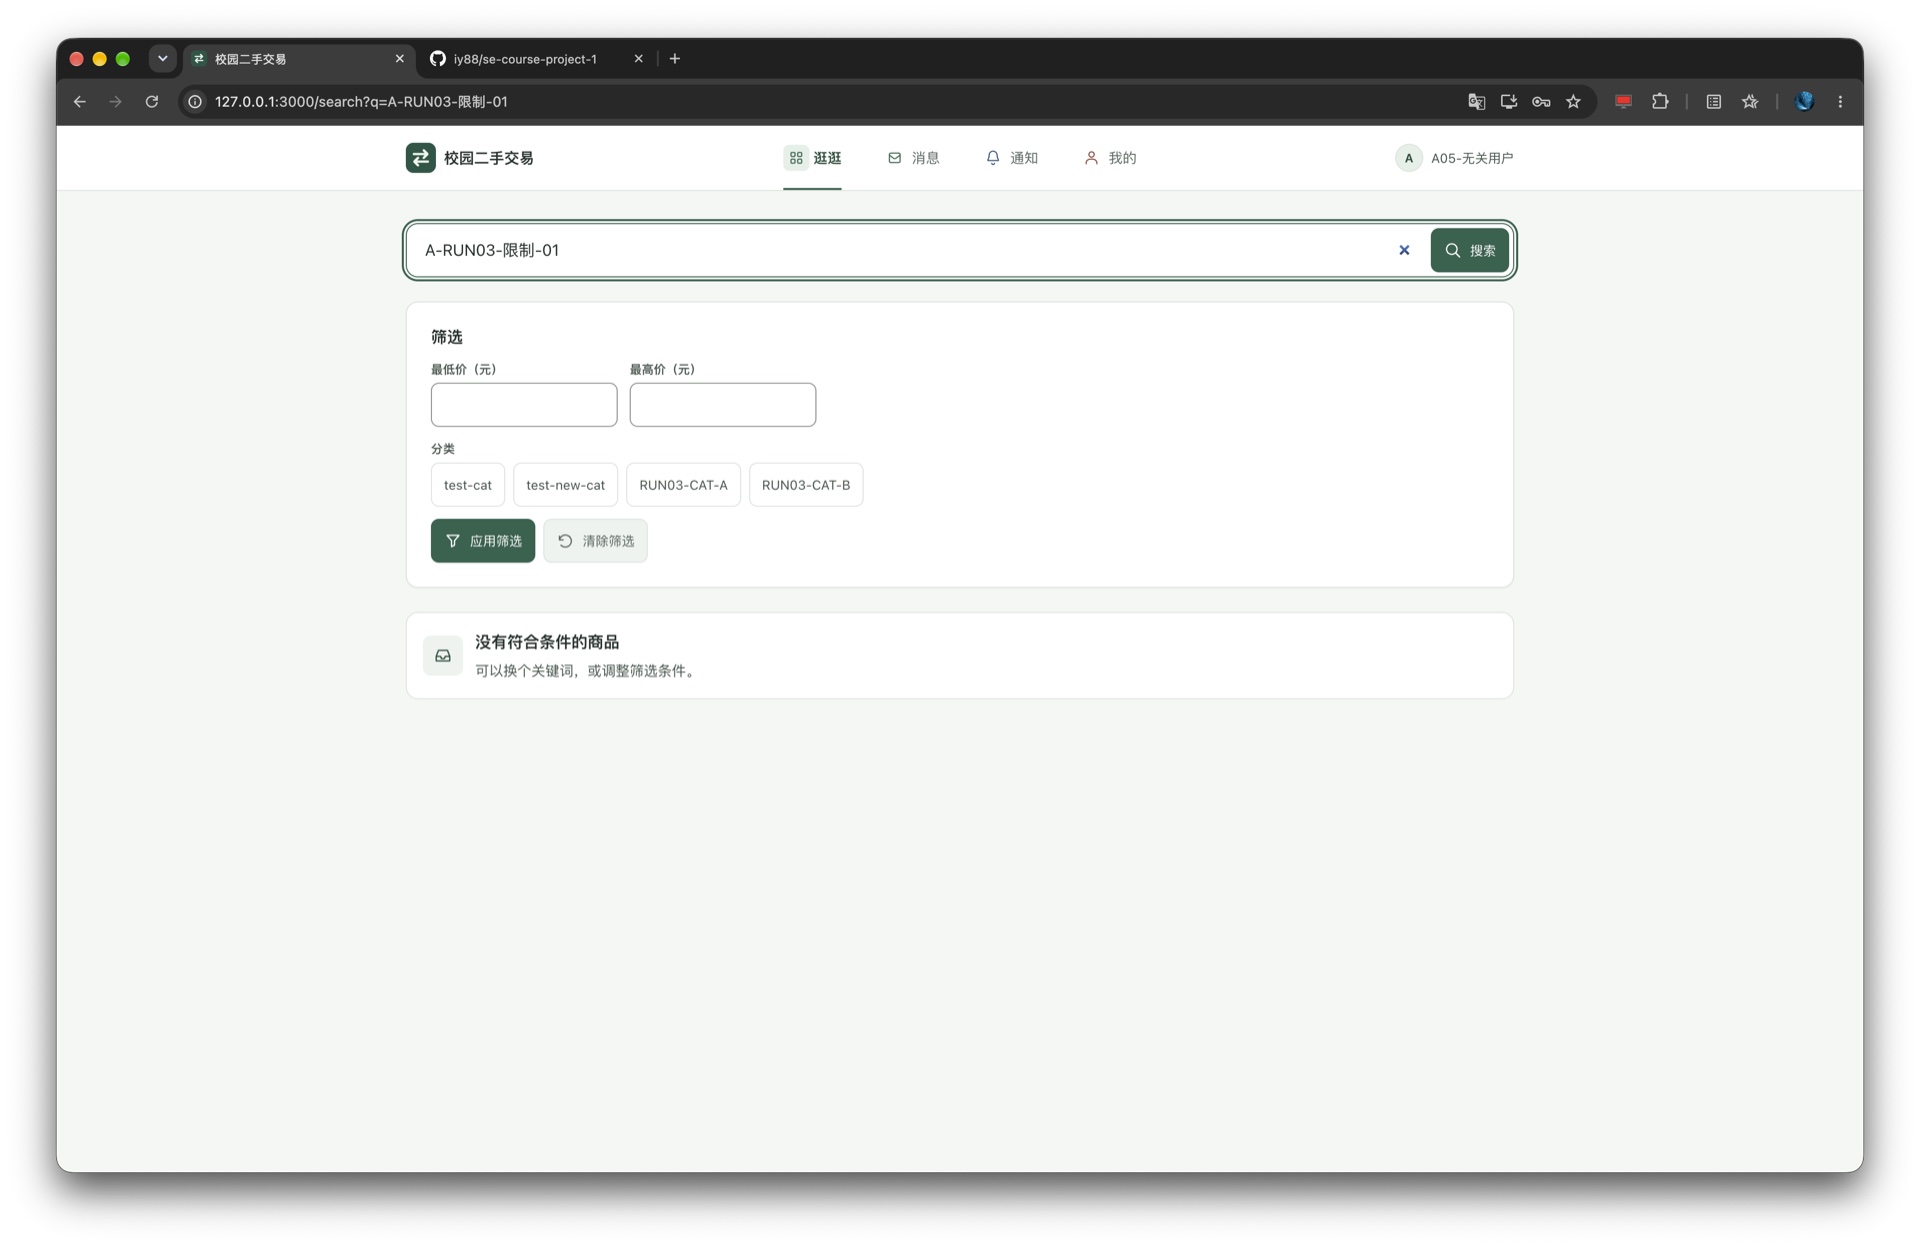 校园二手交易
iy88/se-course-project-1
127.0.0.1:3000/search?q=A-RUN03-限制-01
校园二手交易
逛逛
消息
通知
我的
A
A05-无关用户
A-RUN03-限制-01
搜索
筛选
最低价（元）
最高价（元）
分类
test-cat
test-new-cat
RUN03-CAT-A
RUN03-CAT-B
应用筛选
清除筛选
没有符合条件的商品
可以换个关键词，或调整筛选条件。